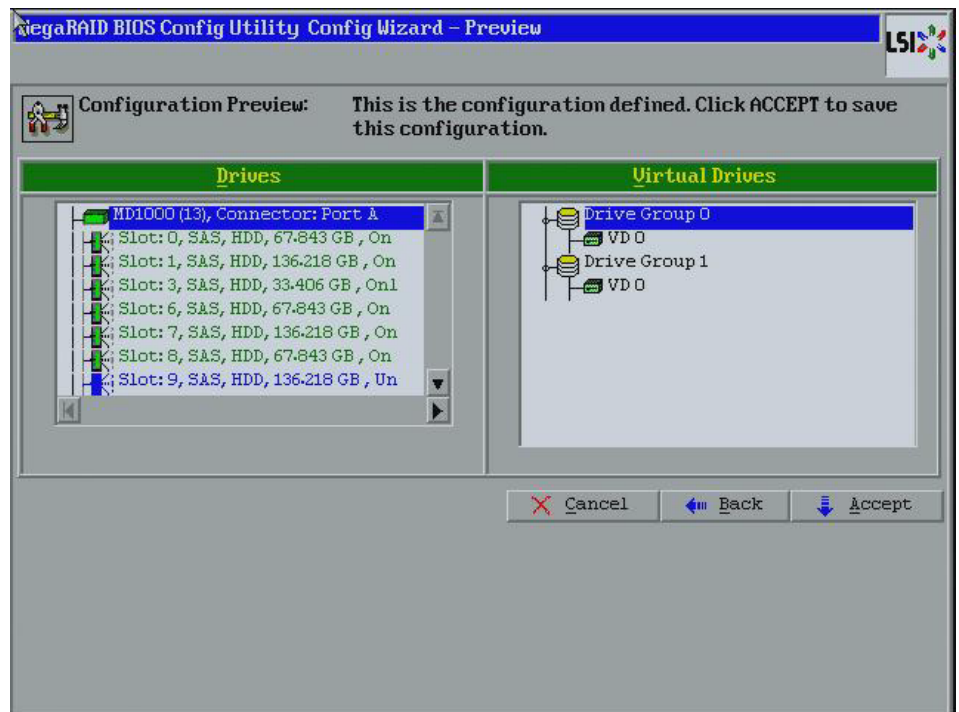 MegaRAID BIOS Config Utility Config Wizard – Preview
LSI
Configuration Preview: This is the configuration defined. Click ACCEPT to save
this configuration.
Drives
Virtual Drives
MD1000 (13), Connector: Port A
Slot: 0, SAS, HDD, 67.843 GB , On
Slot: 1, SAS, HDD, 136.218 GB , On
Slot: 3, SAS, HDD, 33.406 GB , Onl
Slot: 6, SAS, HDD, 67.843 GB , On
Slot: 7, SAS, HDD, 136.218 GB , On
Slot: 8, SAS, HDD, 67.843 GB , On
Slot: 9, SAS, HDD, 136.218 GB , Un
Drive Group 0
VD 0
Drive Group 1
VD 0
Cancel
Back
Accept